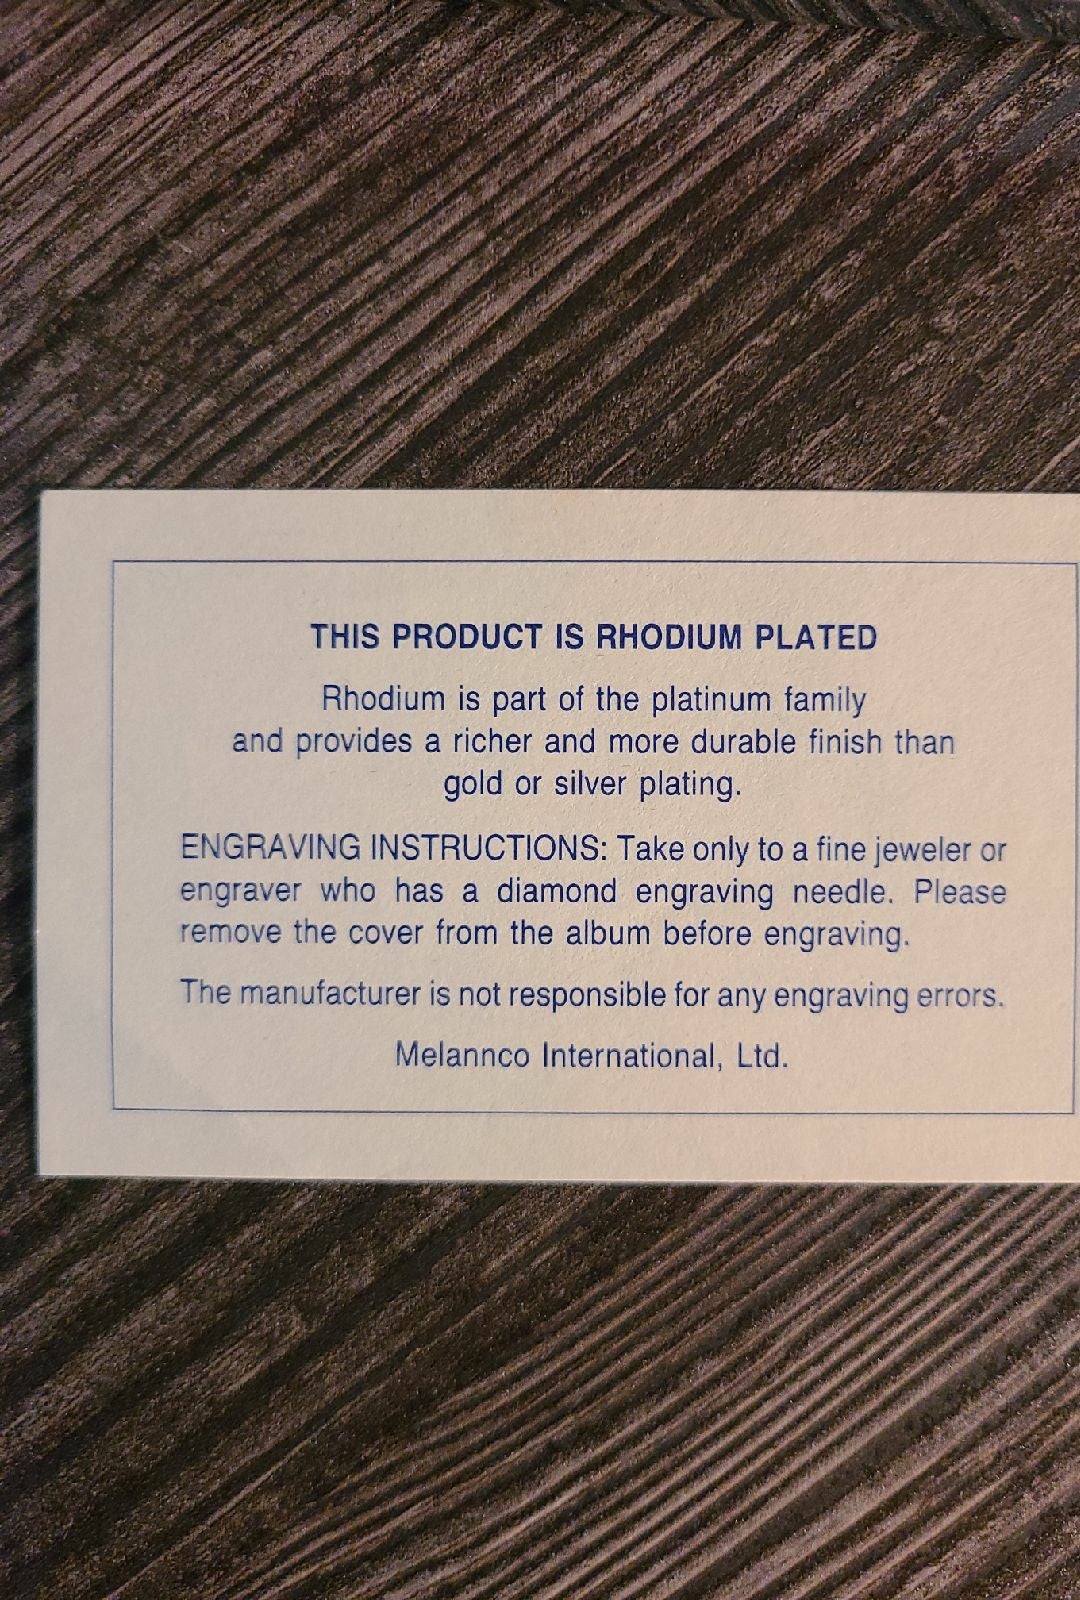 THIS PRODUCT IS RHODIUM PLATED
Rhodium is part of the platinum family
and provides a richer and more durable finish than
gold or silver plating.
ENGRAVING INSTRUCTIONS: Take only to a fine jeweler or
engraver who has a diamond engraving needle. Please
remove the cover from the album before engraving.
The manufacturer is not responsible for any engraving errors.
Melannco International, Ltd.